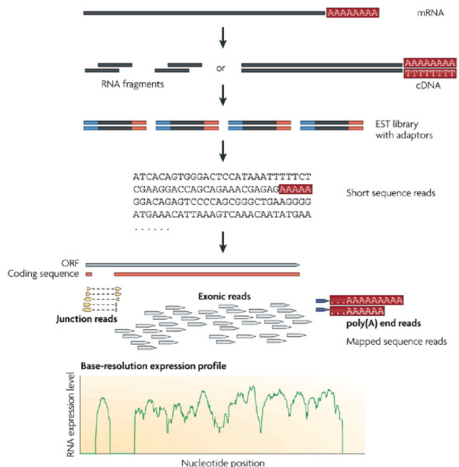 AAAAAAAA mRNA
or AAAAAAAA
TTTTTTTT
RNA fragments cDNA
EST library
with adaptors
ATCACAGTGGGACTCCATAAATTTTTCT
CGAAGGACCAGCAGAAACGAGAGAAAAA
GGACAGAGTCCCCAGCGGGCTGAAGGGG
ATGAAACATTAAAGTCAAACAATATGAA
......
Short sequence reads
ORF
Coding sequence
Exonic reads
...AAAAAAAAA
...AAAAAA
Junction reads
poly(A) end reads
Mapped sequence reads
Base-resolution expression profile
RNA expression level
Nucleotide position